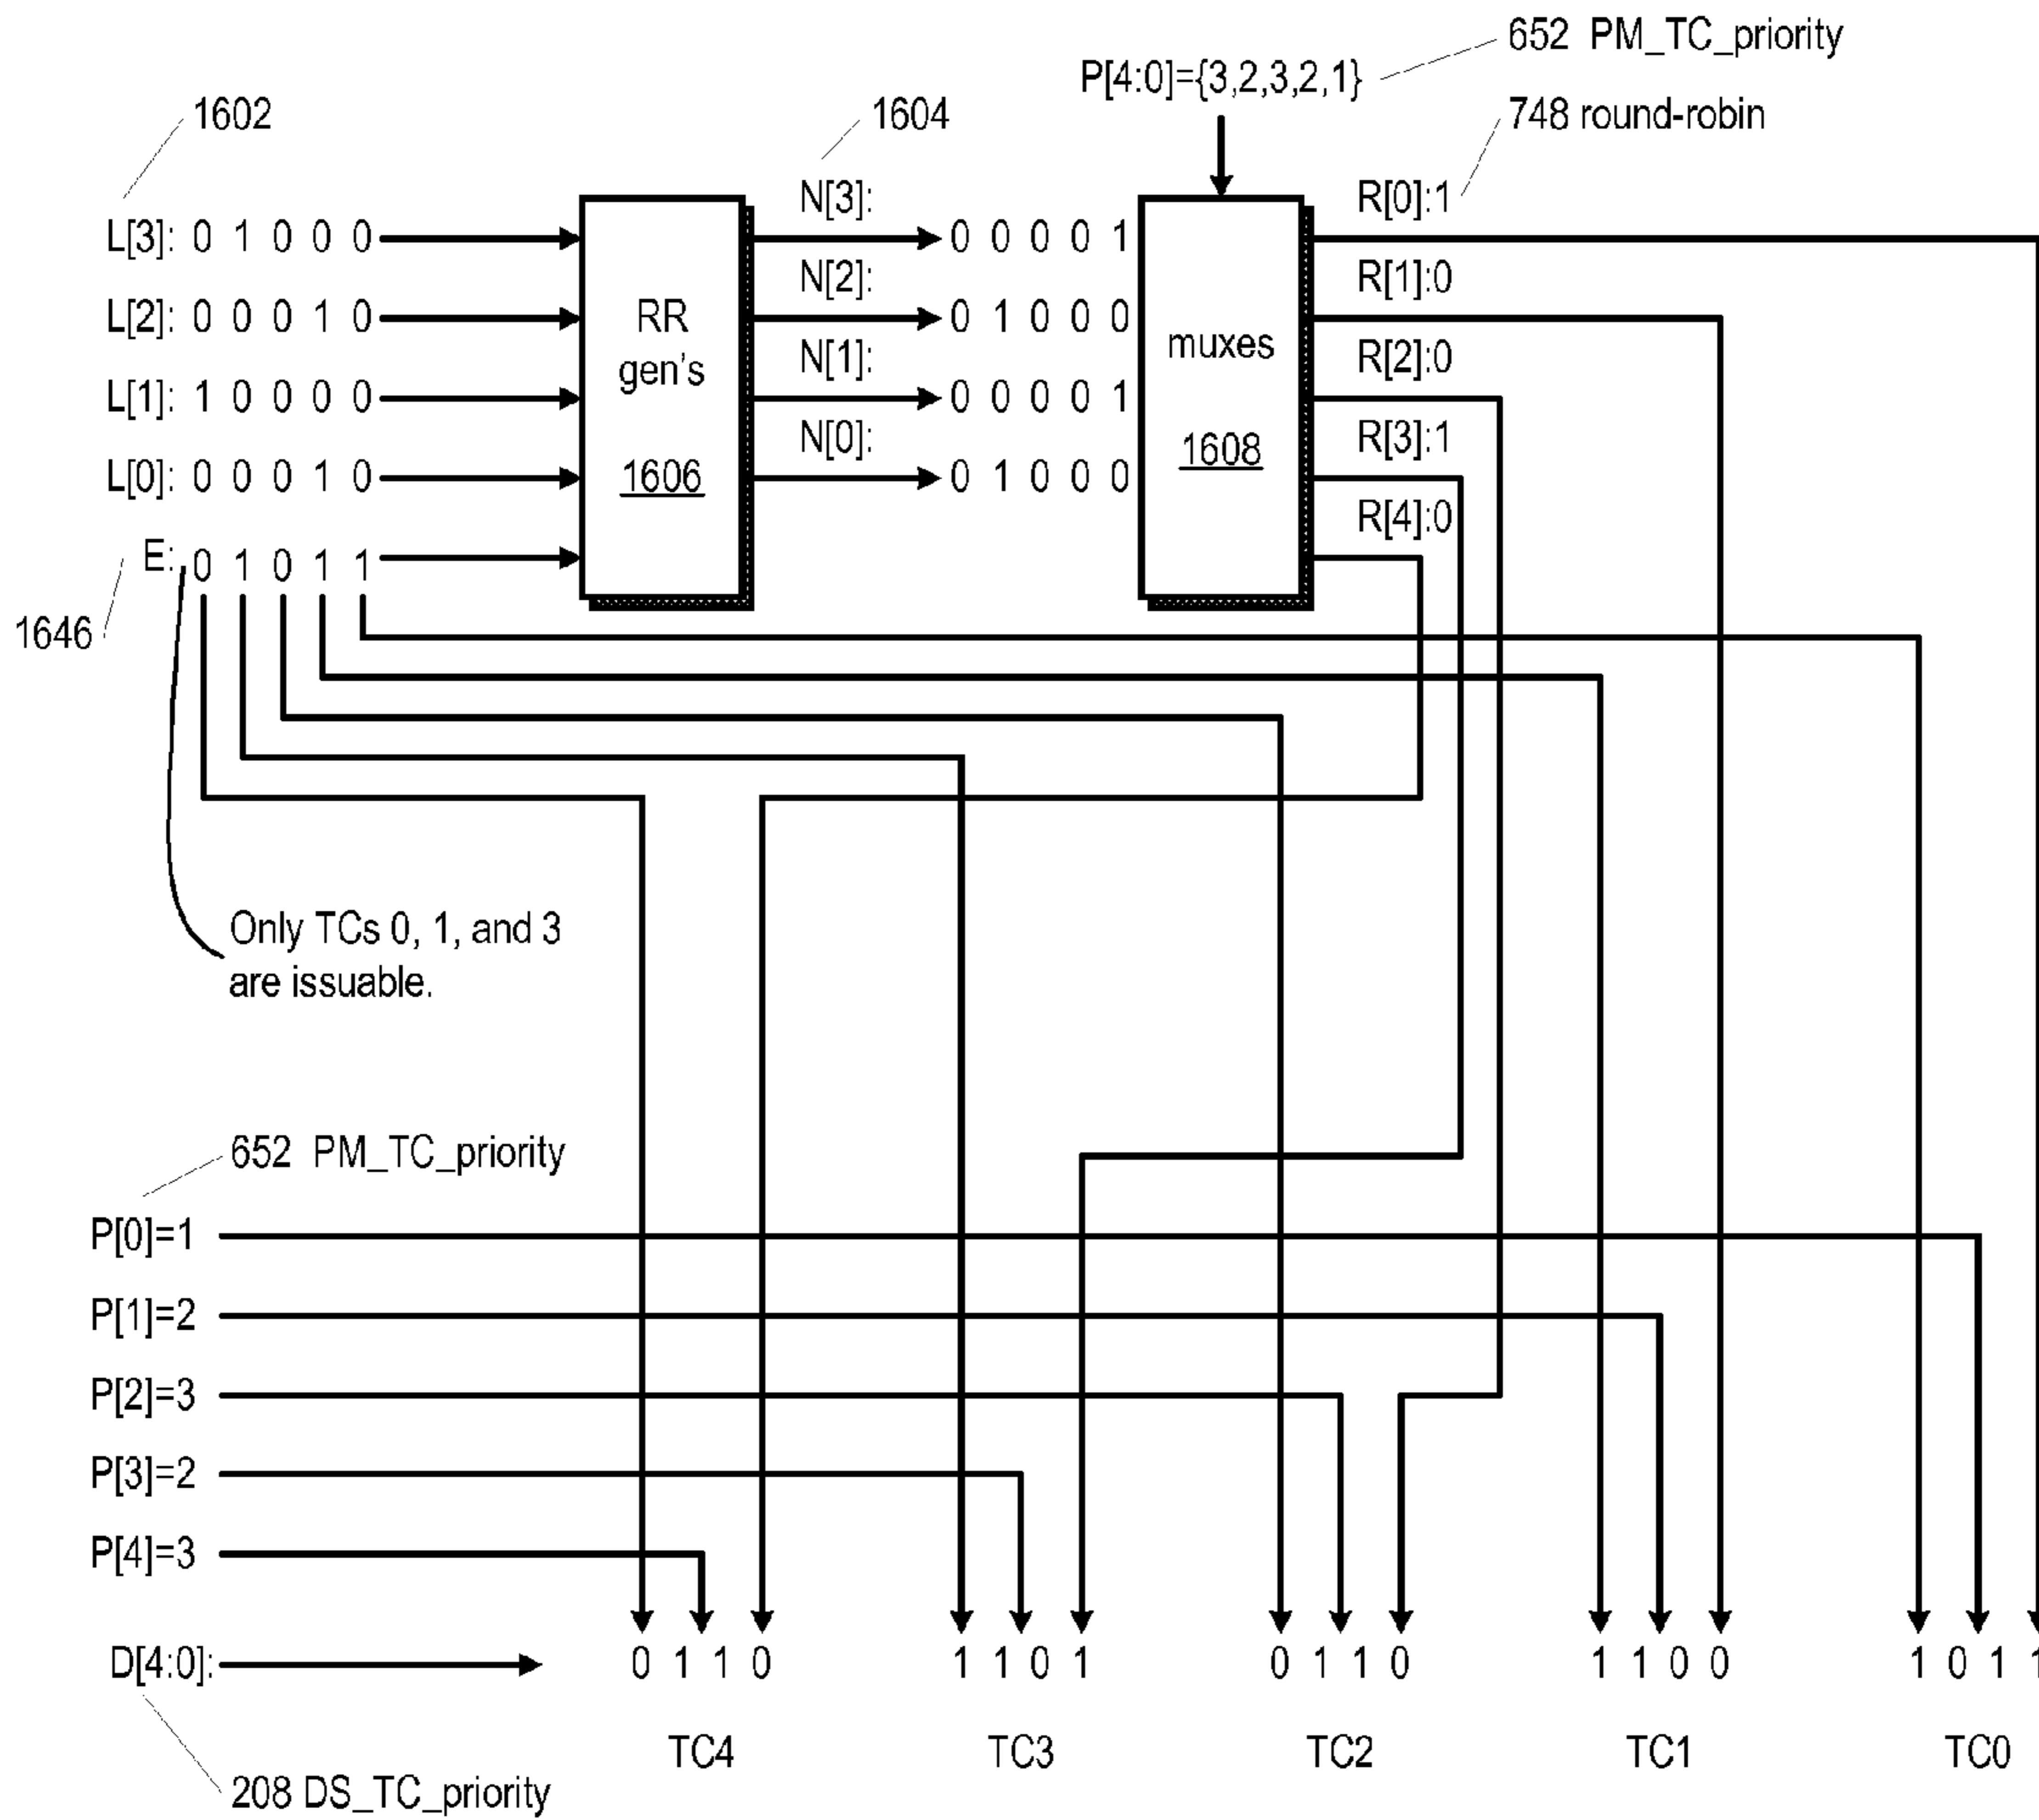 652 PM_TC_priority
P[4:0]={3,2,3,2,1}
1602
1604
748 round-robin
N[3]:
R[0]:1
L[3]: 0 1 0 0 0
0 0 0 0 1
N[2]:
R[1]:0
L[2]: 0 0 0 1 0
RR
0 1 0 0 0
muxes
gen's
N[1]:
R[2]:0
L[1]: 1 0 0 0 0
0 0 0 0 1
N[0]:
R[3]:1
1608
L[0]: 0 0 0 1 0
1606
0 1 0 0 0
R[4]:0
E: 0 1 0 1 1
1646
Only TCs 0, 1, and 3
are issuable.
652 PM_TC_priority
P[0]=1
P[1]=2
P[2]=3
P[3]=2
P[4]=3
D[4:0]: 0 1 1 0 1 1 0 1 0 1 1 0 1 1 0 0 1 0 1 1
TC4 TC3 TC2 TC1 TC0
208 DS_TC_priority